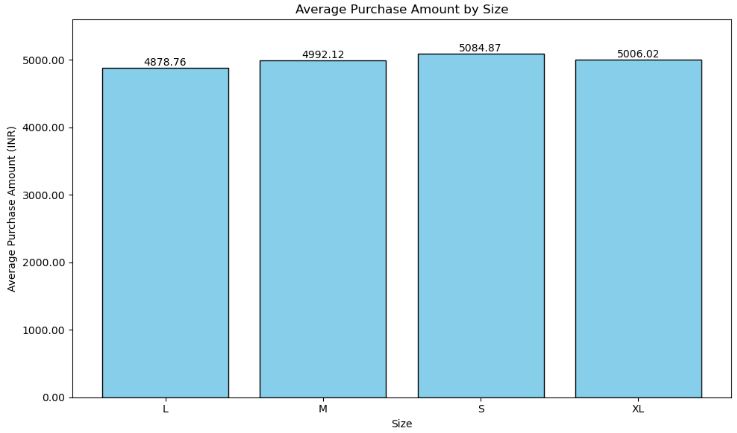 Average Purchase Amount by Size
Average Purchase Amount (INR)
5000.00
4000.00
3000.00
2000.00
1000.00
0.00
4878.76
4992.12
5084.87
5006.02
L
M
S
XL
Size